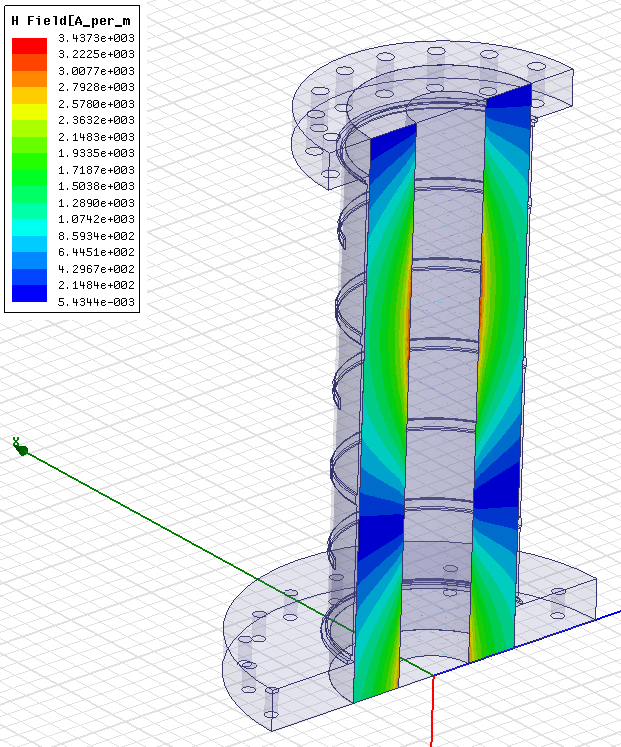 H Field[A_per_m
3.4373e+003
3.2225e+003
3.0077e+003
2.7928e+003
2.5780e+003
2.3632e+003
2.1483e+003
1.9335e+003
1.7187e+003
1.5038e+003
1.2890e+003
1.0742e+003
8.5934e+002
6.4451e+002
4.2967e+002
2.1484e+002
5.4344e-003